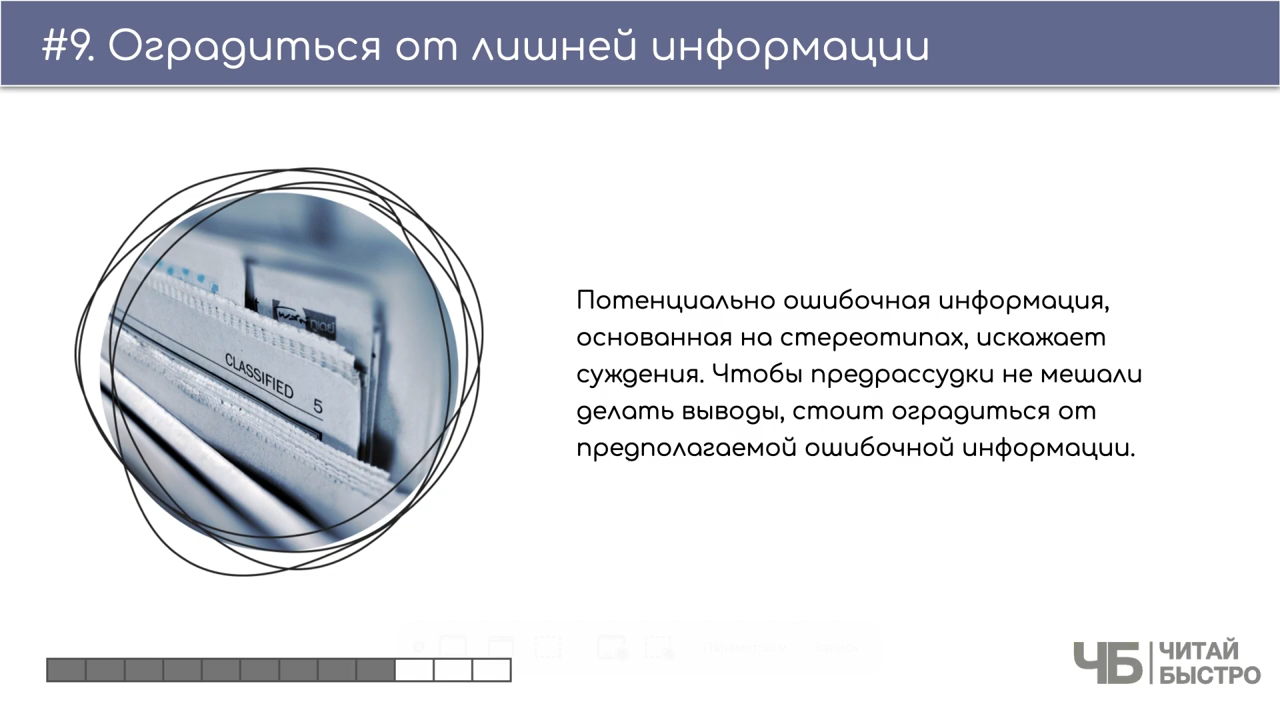 #9. Оградиться от лишней информации
CLASSIFIED 5
Потенциально ошибочная информация,
основанная на стереотипах, искажает
суждения. Чтобы предрассудки не мешали
делать выводы, стоит оградиться от
предполагаемой ошибочной информации.
ЧБ ЧИТАЙ
БЫСТРО